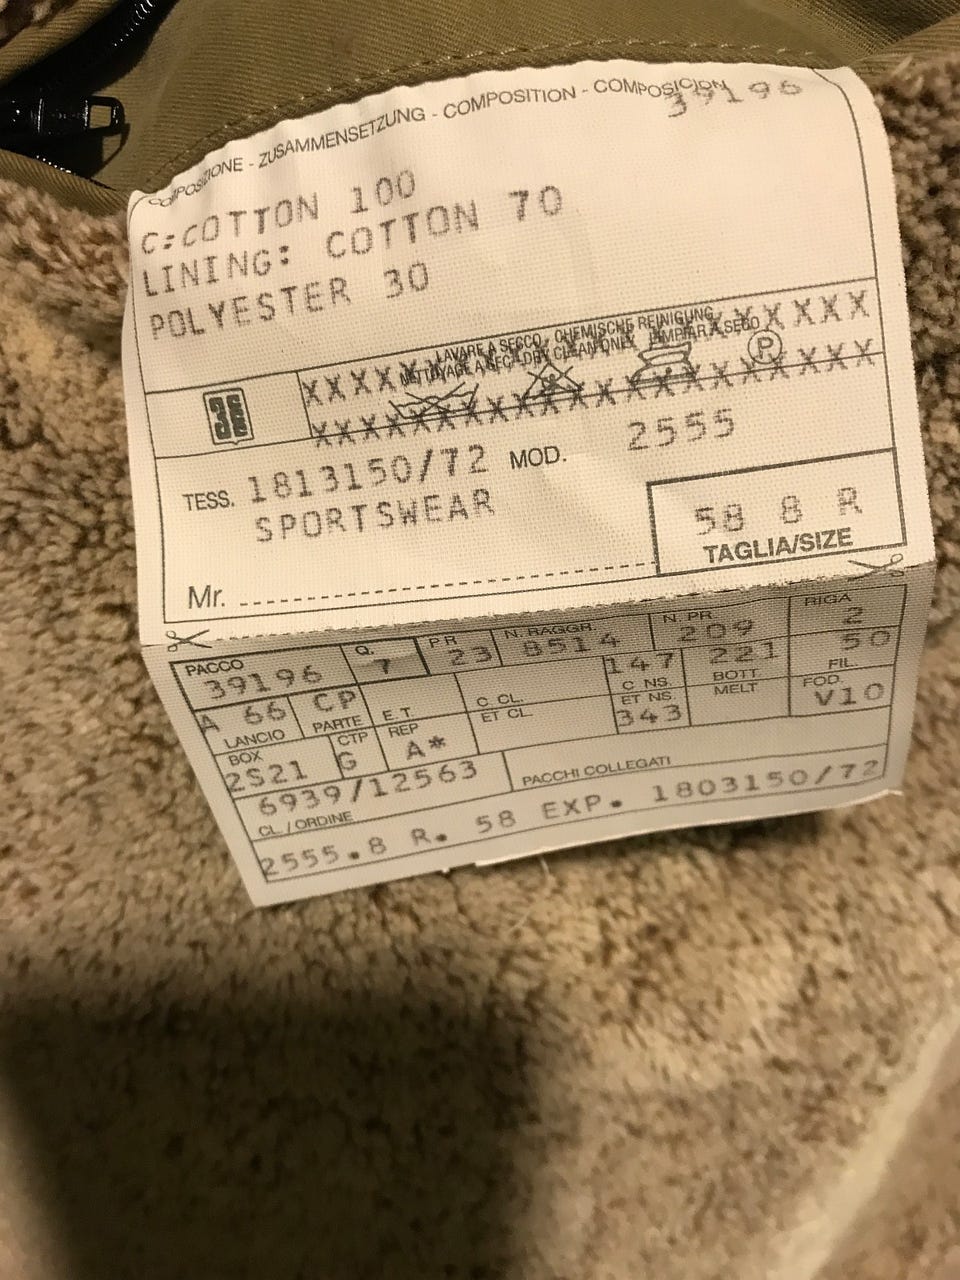 COMPOSIZIONE - ZUSAMMENSETZUNG - COMPOSITION - COMPOSICION
39196
C:COTTON 100
LINING: COTTON 70
POLYESTER 30
LAVARE A SECCO, CHEMISCHE REINIGUNG,
NETTOYAGE A SEC, DRY CLEAN ONLY, LIMPIAR A SECO
XXXXXXXXXXXXXXXXXXXXXXX
P
XXXXXXXXXXXXXXXXXXXXXXX
TESS. 1813150/72 MOD. 2555
SPORTSWEAR
58 8 R
TAGLIA/SIZE
Mr.
PACCO 39196
Q. 7
PR 23
N. RAGGR. 8514
N. PR. 209
RIGA 2
A 66 CP
LANCIO PARTE
E.T.
C CL.
ET CL.
147
C NS.
ET NS.
343
221
BOTT.
MELT
50
FIL.
FOD.
V10
BOX 2S21
CTP G
REP A*
6939/12563
CL./ORDINE
PACCHI COLLEGATI
2555.8 R. 58 EXP. 1803150/72